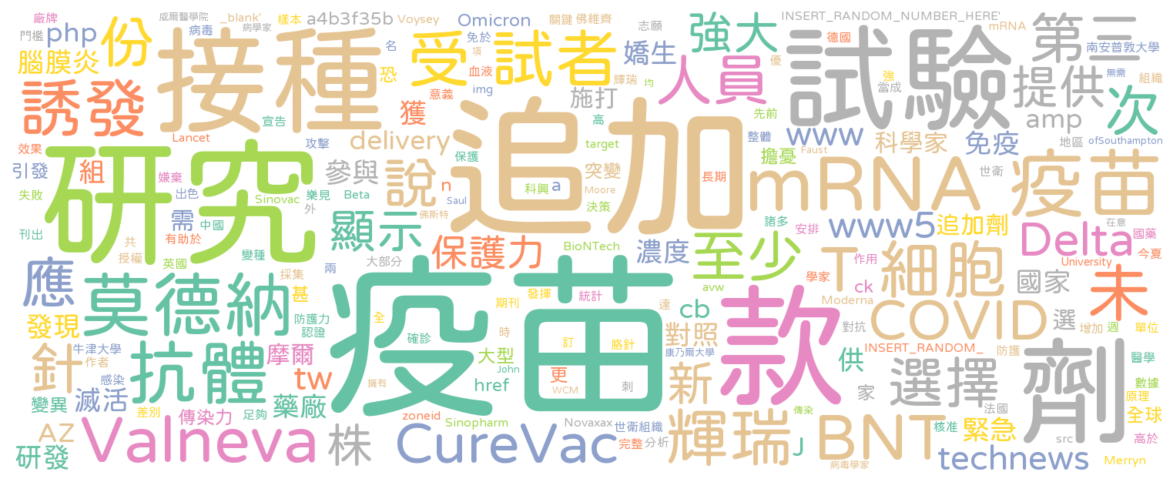 廠牌 威爾醫學院 _blank' 樣本 Voysey 關鍵 佛維齊 志願 INSERT_RANDOM_NUMBER_HERE' mRNA
門檻 php 份 病毒 病學家 a4b3f35b Omicron 免於 強大 德國 第三 南安普敦大學
腦膜炎 接種 名 恐 受試者 項 嬌生 優 試驗 強 無需 組織
誘發 血液 img 輝瑞 均 人員 當成 提供 次
宣告 獲 意義 施打 高 先前 amp
效果 Lancet 攻擊 delivery target 整體 www 科學家 免疫 地區 ofSouthampton
引發 組 嫌棄 研究 保護 追加 突變 擔憂 Faust 世衛
失敗 出色 樂見 參與 說 n 科興 a Moore 長期 mRNA 疫苗 在意
需 Sinovac Beta Saul 決策
刊出 中國 外 佛斯特 諸多 安排 www5 追加劑 國藥
有助於 共 顯示 保護力 BioNTech 濃度 至少 Delta 今夏
應 授權 英國 變種 大部分 T 細胞 University
莫德納 採集 兩 疫苗 期刊 發揮 統計 速 cb avw 款 學家 作用 ck 國家 未
發現 防護力 甚 全 時 Moderna COVID 選
牛津大學 認證 確診 訂 臨針 對照 對抗 增加 週 單位
針 作者 抗體 摩爾 大型 John 更 康乃爾大學 供 INSERT_RANDOM_ 防護 醫學
感染 tw href 擁有 WCM 刺 新 家 選擇 劑 數據
變異 滅活 藥廠 原理
差別 足夠 zoneid Novaxax 傳染 法國 全球
AZ 傳染力 Sinopharm 世衛組織 輝瑞 J BNT 核准 緊急 高於
研發 Valneva 株 CureVac 完整 分析 病毒學家 technews src Merryn